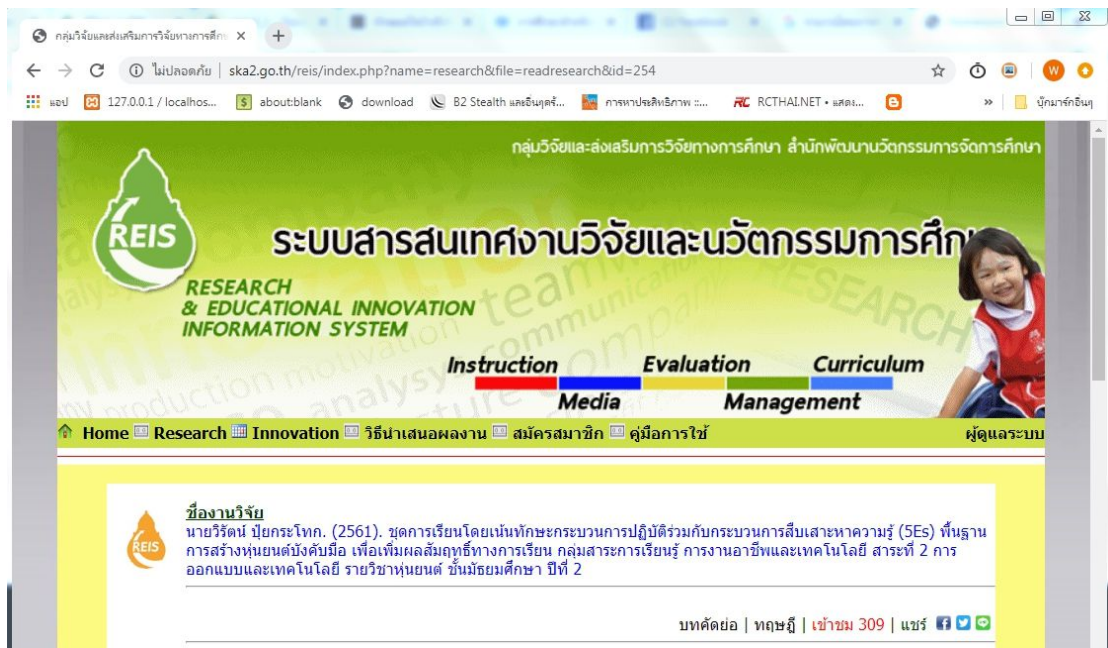 กลุ่มวิจัยและส่งเสริมการวิจัยทางการศึก
ไม่ปลอดภัย | ska2.go.th/reis/index.php?name=research&file=readresearch&id=254
W
แอป 127.0.0.1 / localhos... about:blank download B2 Stealth และอื่นๆตร้... การหาประสิทธิภาพ ::... RCTHAI.NET • แสดง... » บุ๊กมาร์กอื่นๆ
กลุ่มวิจัยและส่งเสริมการวิจัยทางการศึกษา สำนักพัฒนานวัตกรรมการจัดการศึกษา
REIS
ระบบสารสนเทศงานวิจัยและนวัตกรรมการศึก
RESEARCH
& EDUCATIONAL INNOVATION
INFORMATION SYSTEM
Instruction Evaluation Curriculum
Media Management
Home Research Innovation วิธีนำเสนอผลงาน สมัครสมาชิก คู่มือการใช้ ผู้ดูแลระบบ
ชื่องานวิจัย
REIS
นายวิรัตน์ ปุ้ยกระโทก. (2561). ชุดการเรียนโดยเน้นทักษะกระบวนการปฏิบัติร่วมกับกระบวนการสืบเสาะหาความรู้ (5Es) พื้นฐาน
การสร้างหุ่นยนต์บังคับมือ เพื่อเพิ่มผลสัมฤทธิ์ทางการเรียน กลุ่มสาระการเรียนรู้ การงานอาชีพและเทคโนโลยี สาระที่ 2 การ
ออกแบบและเทคโนโลยี รายวิชาหุ่นยนต์ ชั้นมัธยมศึกษา ปีที่ 2
บทคัดย่อ | ทฤษฎี | เข้าชม 309 | แชร์